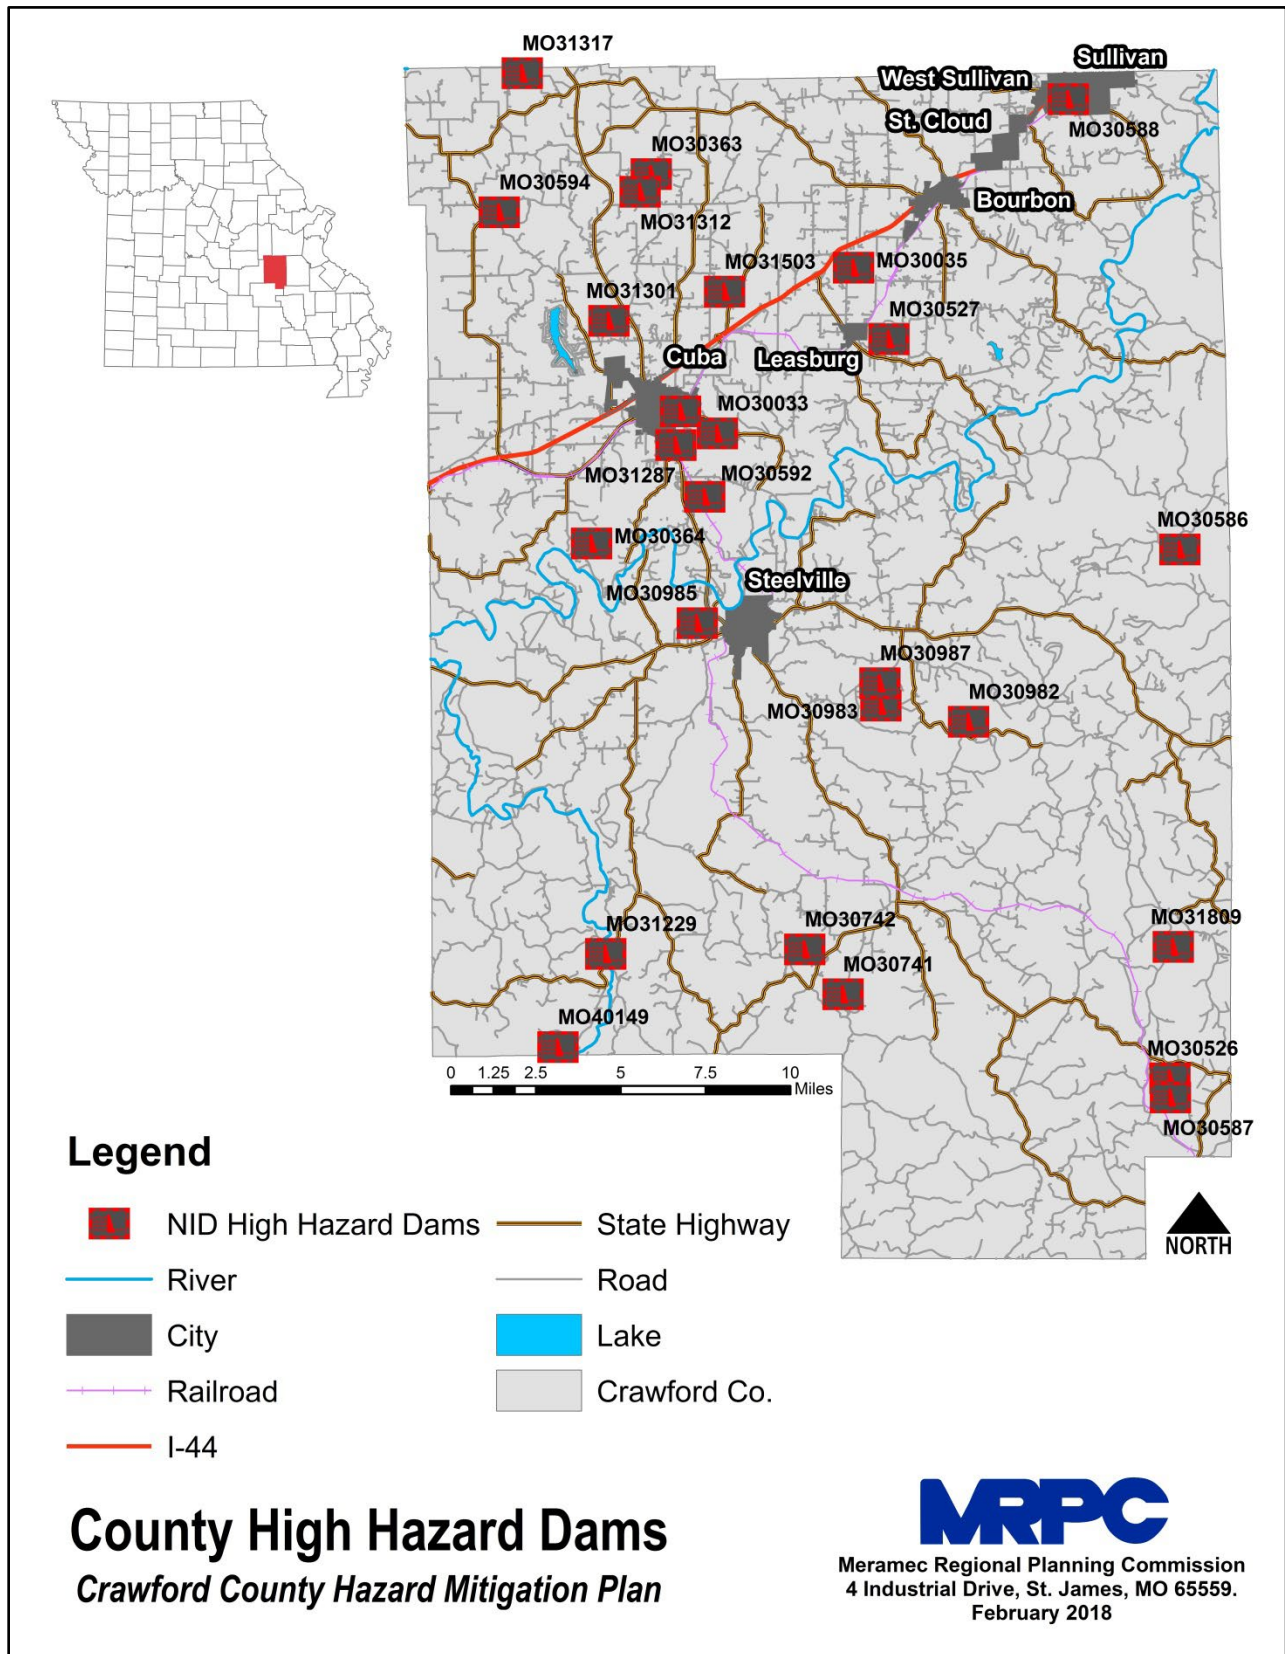 MO31317
Sullivan
West Sullivan
St. Cloud
MO30588
MO30363
MO30594
MO31312
Bourbon
MO31503
MO30035
MO31301
MO30527
Cuba
Leasburg
MO30033
MO31287
MO30592
MO30586
MO30364
Steelville
MO30985
MO30987
MO30982
MO30983
MO31229
MO30742
MO31809
MO30741
MO40149
MO30526
MO30587
0 1.25 2.5 5 7.5 10
Miles
Legend
NID High Hazard Dams
State Highway
River
Road
City
Lake
Railroad
Crawford Co.
I-44
NORTH
County High Hazard Dams
Crawford County Hazard Mitigation Plan
MRPC
Meramec Regional Planning Commission
4 Industrial Drive, St. James, MO 65559.
February 2018